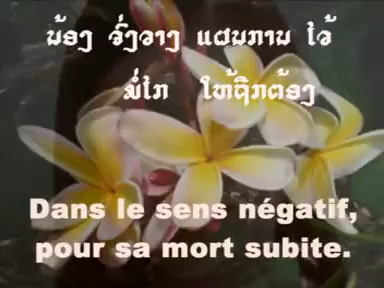 ນ້ອງ ຈົ່ງວາງ ແຜນການ ໄວ້
ໃຫ້ຖືກຕ້ອງ
Dans le sens négatif,
pour sa mort subite.